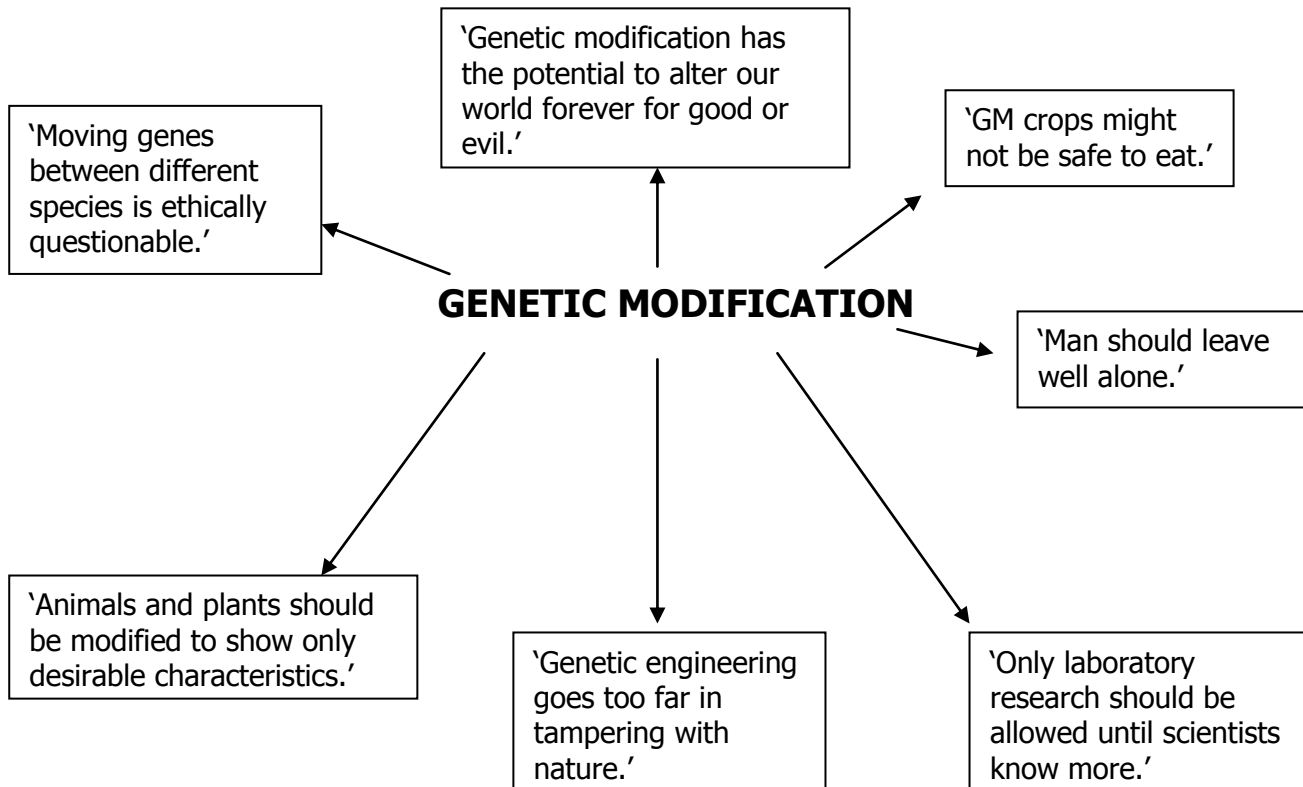 ‘Genetic modification has
the potential to alter our
world forever for good or
evil.’
‘Moving genes
between different
species is ethically
questionable.’
‘GM crops might
not be safe to eat.’
GENETIC MODIFICATION
‘Man should leave
well alone.’
‘Animals and plants should
be modified to show only
desirable characteristics.’
‘Genetic engineering
goes too far in
tampering with
nature.’
‘Only laboratory
research should be
allowed until scientists
know more.’